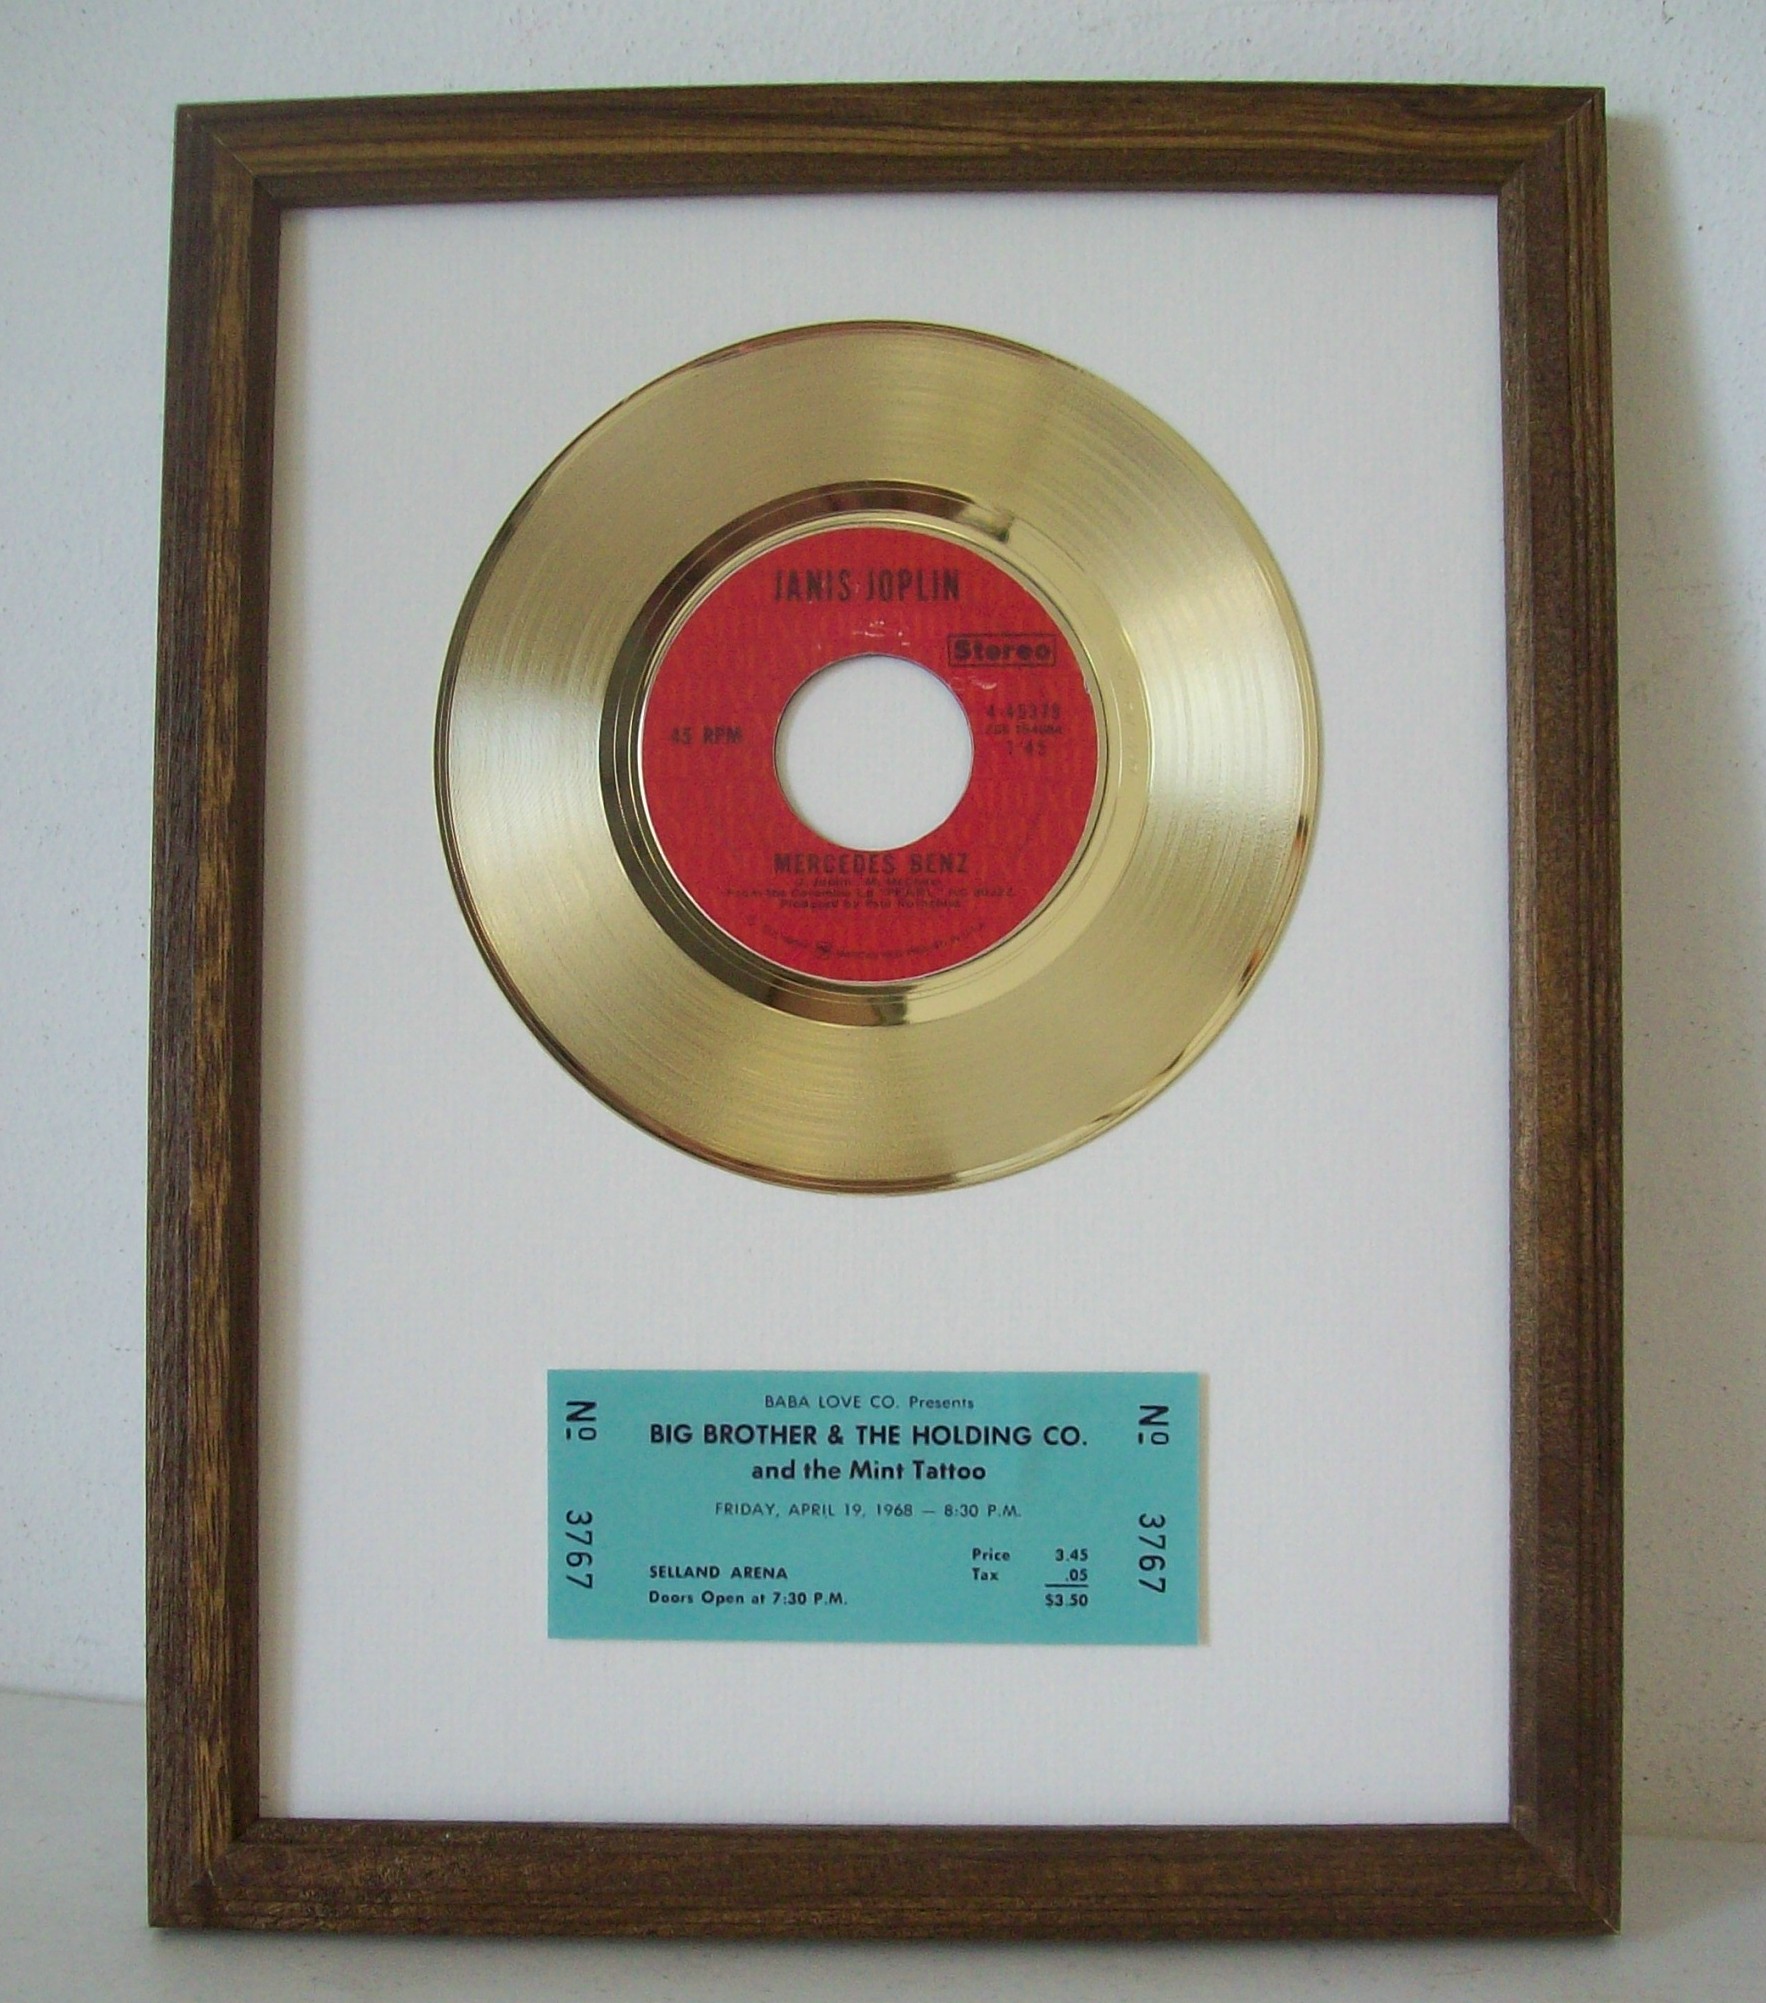 JANIS JOPLIN
Stereo
45 RPM
1:45
MERCEDES BENZ
BABA LOVE CO. Presents
BIG BROTHER & THE HOLDING CO.
and the Mint Tattoo
FRIDAY, APRIL 19, 1968 — 8:30 P.M.
SELLAND ARENA
Doors Open at 7:30 P.M.
Price 3.45
Tax .05
$3.50
No 3767
No 3767